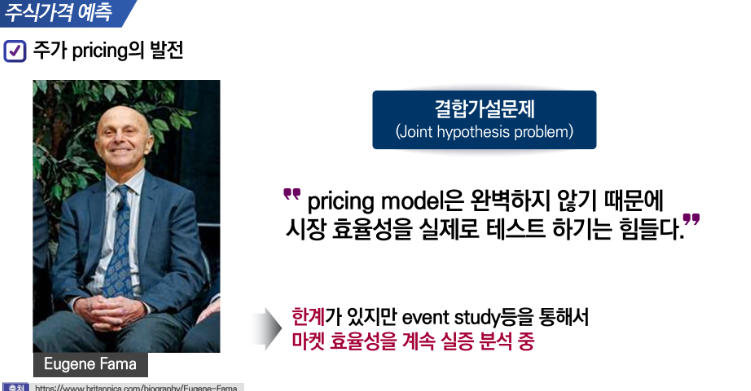 주식가격 예측
주가 pricing의 발전
결합가설문제
(Joint hypothesis problem)
" pricing model은 완벽하지 않기 때문에
시장 효율성을 실제로 테스트 하기는 힘들다."
한계가 있지만 event study등을 통해서
마켓 효율성을 계속 실증 분석 중
Eugene Fama
출처 https://www.britannica.com/biography/Eugene-Fama